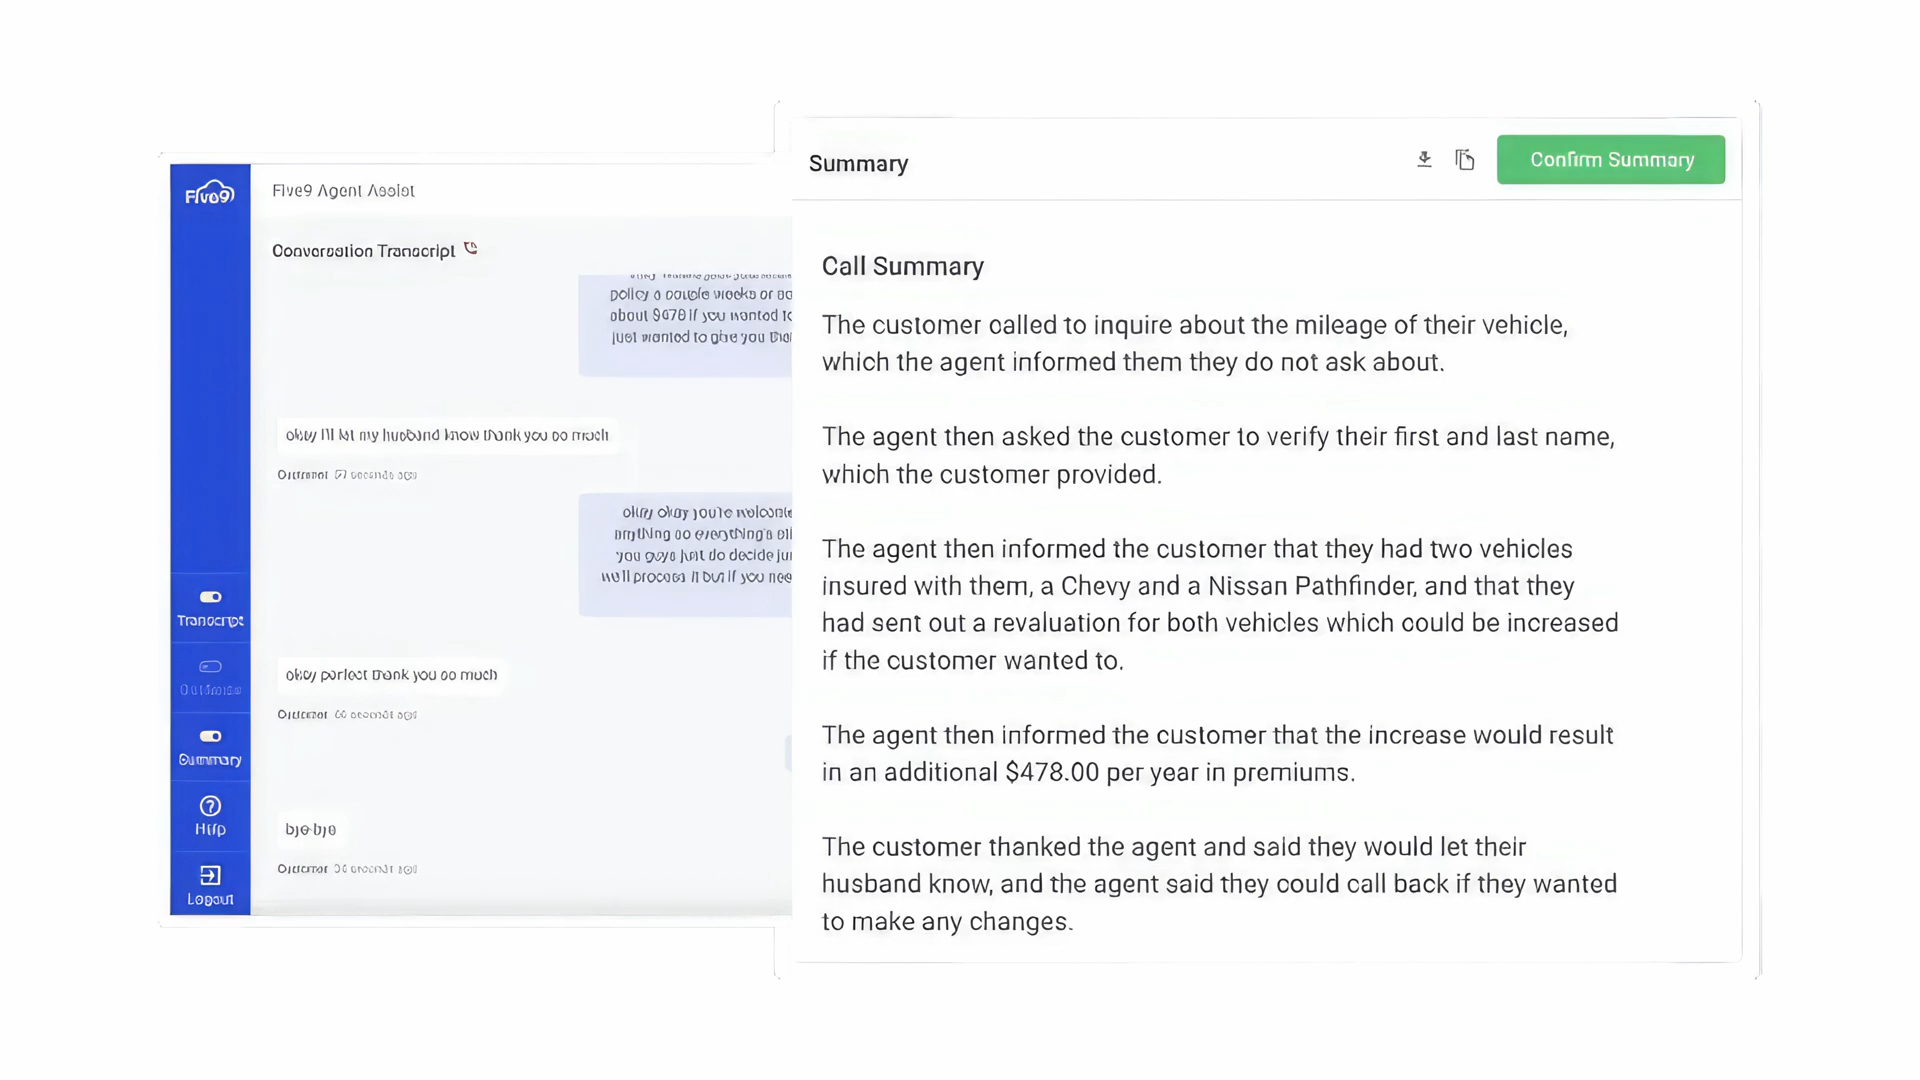 Five9
Five9 Agent Assist
Conversation Transcript
policy a couple weeks or
about $478 if you wanted
just wanted to give you
okay I'll let my husband know thank you so much
Customer seconds ago
okay okay you're welcome
anything so everything's
you guys just do decide
we'll process it but if you
okay perfect thank you so much
Customer seconds ago
bye-bye
Customer seconds ago
Transcript
Guidance
Summary
Help
Logout
Summary
Confirm Summary
Call Summary
The customer called to inquire about the mileage of their vehicle,
which the agent informed them they do not ask about.
The agent then asked the customer to verify their first and last name,
which the customer provided.
The agent then informed the customer that they had two vehicles
insured with them, a Chevy and a Nissan Pathfinder, and that they
had sent out a revaluation for both vehicles which could be increased
if the customer wanted to.
The agent then informed the customer that the increase would result
in an additional $478.00 per year in premiums.
The customer thanked the agent and said they would let their
husband know, and the agent said they could call back if they wanted
to make any changes.